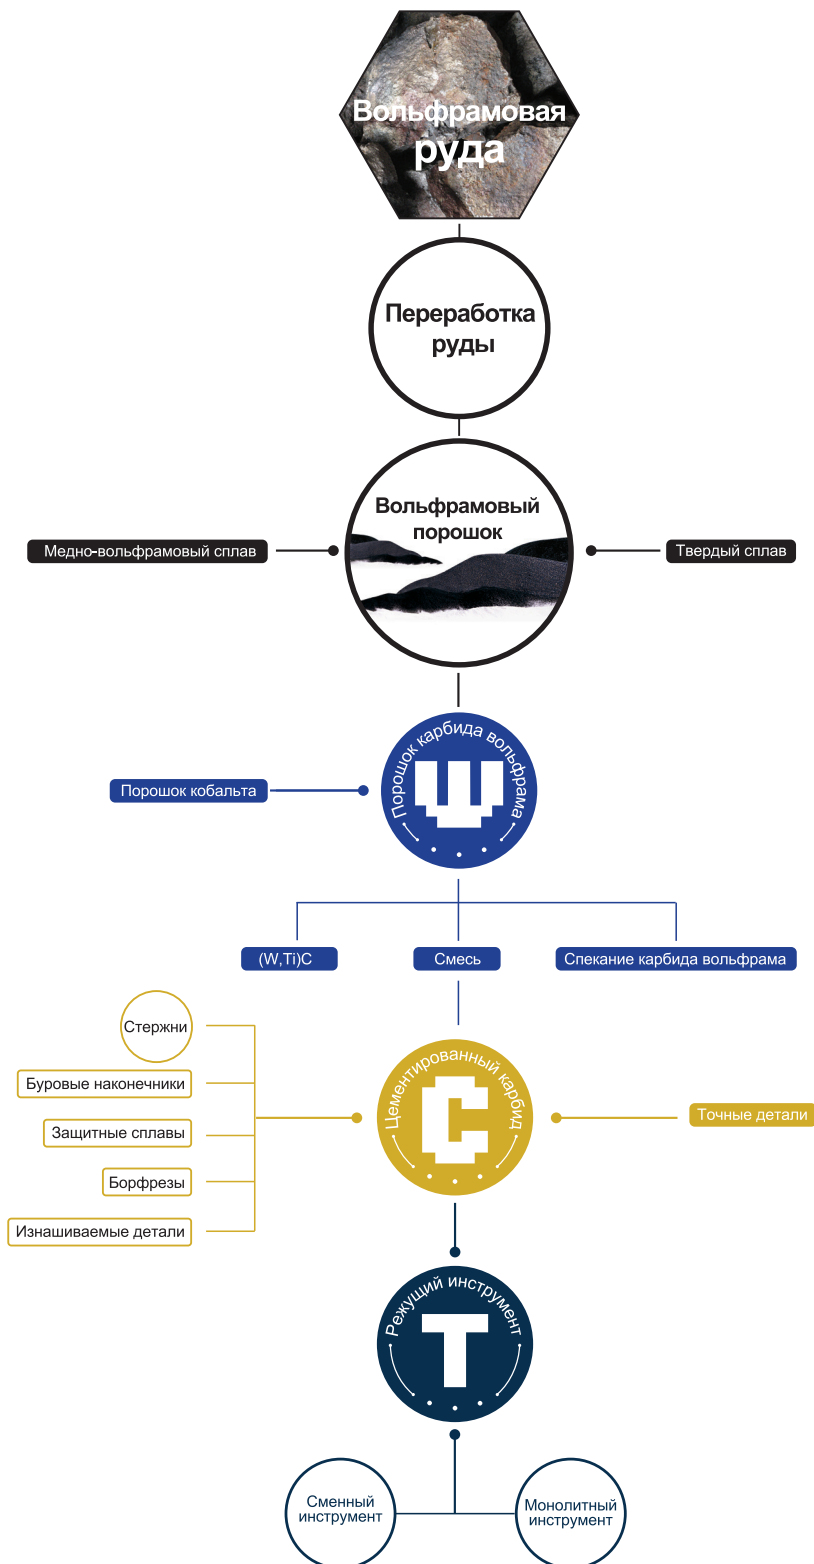 Вольфрамовая
руда
Переработка
руды
Вольфрамовый
порошок
Медно-вольфрамовый сплав
Твердый сплав
Порошок карбида вольфрама
W
Порошок кобальта
(W,Ti)C
Смесь
Спекание карбида вольфрама
Стержни
Буровые наконечники
Защитные сплавы
Борфрезы
Изнашиваемые детали
Цементированный карбид
C
Точные детали
Режущий инструмент
T
Сменный
инструмент
Монолитный
инструмент